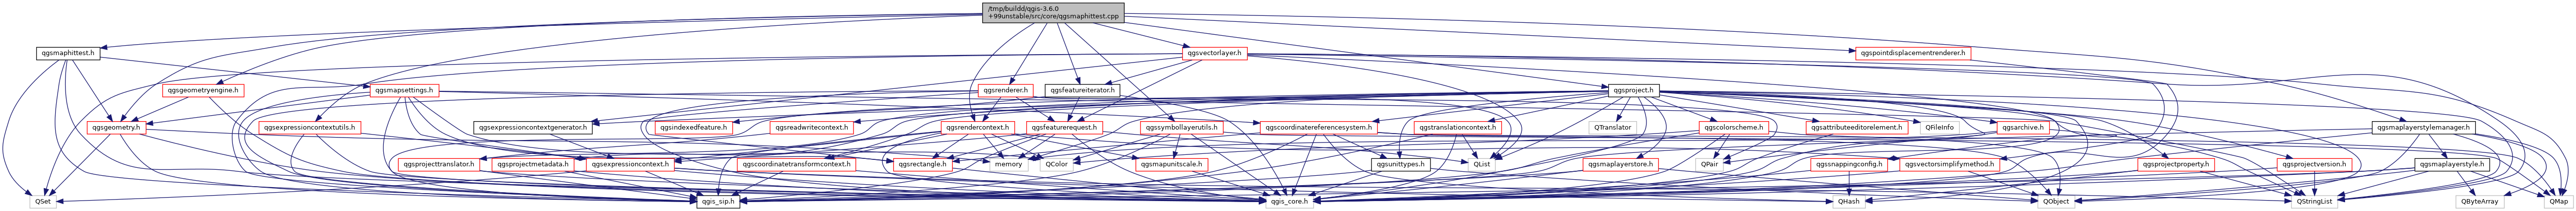 /tmp/buildd/qgis-3.6.0
+99unstable/src/core/qgsmaphittest.cpp
qgsmaphittest.h
qgsvectorlayer.h
qgspointdisplacementrenderer.h
qgsgeometryengine.h
qgsmapsettings.h
qgsrenderer.h
qgsfeatureiterator.h
qgsproject.h
qgsgeometry.h
qgsexpressioncontextutils.h
qgsexpressioncontextgenerator.h
qgsindexedfeature.h
qgsreadwritecontext.h
qgsrendercontext.h
qgsfeaturerequest.h
qgssymbollayerutils.h
qgscoordinatereferencesystem.h
qgstranslationcontext.h
QTranslator
qgscolorscheme.h
qgsattributeeditorelement.h
QFileInfo
qgsarchive.h
qgsmaplayerstylemanager.h
qgsprojecttranslator.h
qgsprojectmetadata.h
qgsexpressioncontext.h
qgscoordinatetransformcontext.h
qgsrectangle.h
memory
QColor
qgsmapunitscale.h
QList
qgsunittypes.h
qgsmaplayerstore.h
QPair
qgssnappingconfig.h
qgsvectorsimplifymethod.h
qgsprojectproperty.h
qgsprojectversion.h
qgsmaplayerstyle.h
QSet
qgis_sip.h
qgis_core.h
QHash
QObject
QStringList
QByteArray
QMap